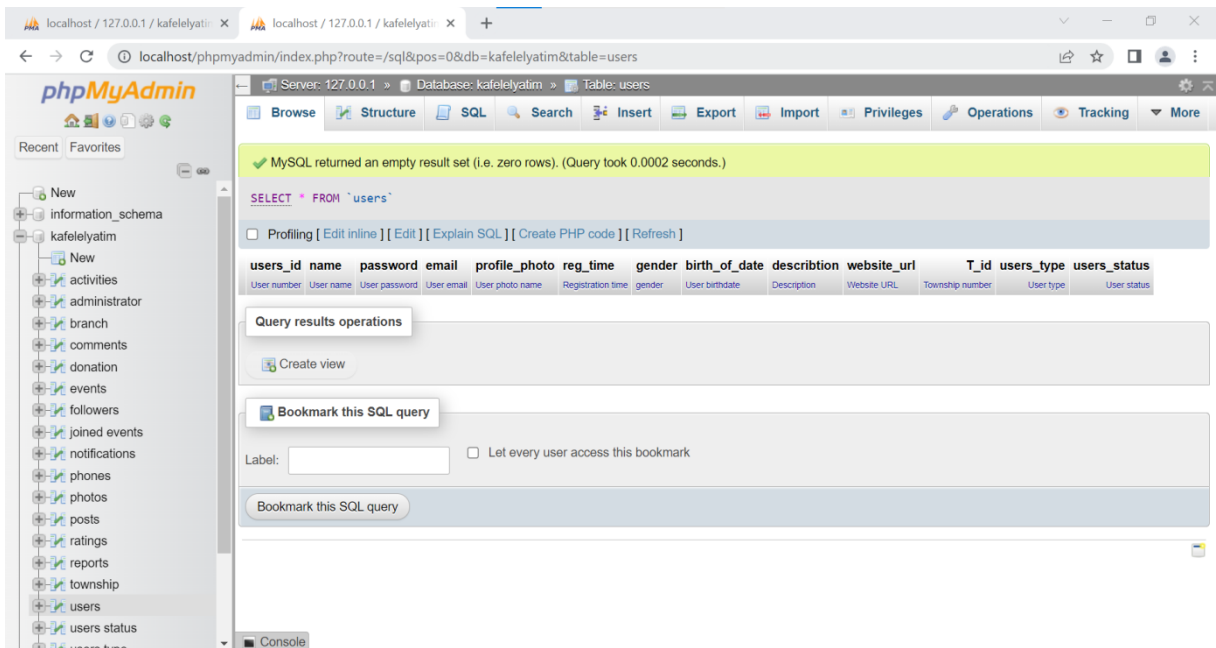 localhost / 127.0.0.1 / kafelelyatin
localhost / 127.0.0.1 / kafelelyatin
localhost/phpmyadmin/index.php?route=/sql&pos=0&db=kafelelyatim&table=users
phpMyAdmin
Recent Favorites
New
information_schema
kafelelyatim
New
activities
administrator
branch
comments
donation
events
followers
joined events
notifications
phones
photos
posts
ratings
reports
township
users
users status
users type
Server: 127.0.0.1 » Database: kafelelyatim » Table: users
Browse Structure SQL Search Insert Export Import Privileges Operations Tracking More
MySQL returned an empty result set (i.e. zero rows). (Query took 0.0002 seconds.)
SELECT * FROM `users`
Profiling [ Edit inline ] [ Edit ] [ Explain SQL ] [ Create PHP code ] [ Refresh ]
users_id name password email profile_photo reg_time gender birth_of_date describtion website_url T_id users_type users_status
User number User name User password User email User photo name Registration time gender User birthdate Description Website URL Township number User type User status
Query results operations
Create view
Bookmark this SQL query
Label:
Let every user access this bookmark
Bookmark this SQL query
Console